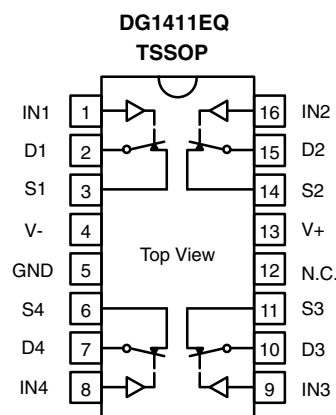 DG1411EQ
TSSOP
IN1 1 16 IN2
D1 2 15 D2
S1 3 14 S2
V- 4 13 V+
GND 5 Top View 12 N.C.
S4 6 11 S3
D4 7 10 D3
IN4 8 9 IN3